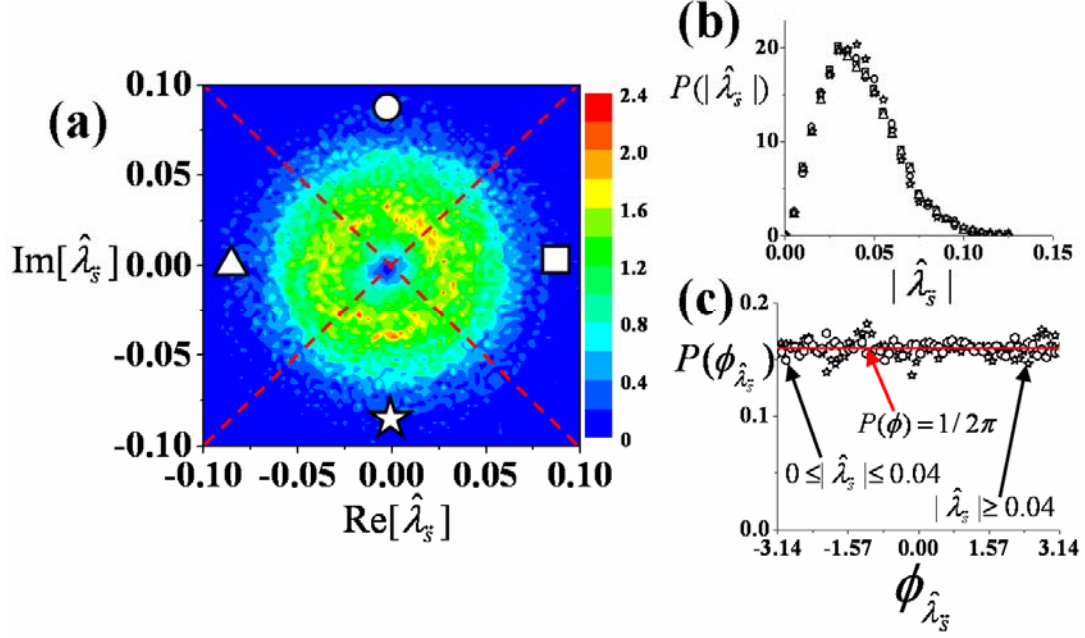 (a)
0.10
0.05
0.00
-0.05
-0.10
Im[λ̂_s̈]
-0.10 -0.05 0.00 0.05 0.10
Re[λ̂_s̈]
2.4
2.0
1.6
1.2
0.8
0.4
0
(b)
20
10
0
P(|λ̂_s̈|)
0.00 0.05 0.10 0.15
|λ̂_s̈|
(c)
0.2
0.1
0.0
P(ϕ_λ̂_s̈)
P(ϕ)=1/2π
0≤|λ̂_s̈|≤0.04
|λ̂_s̈|≥0.04
-3.14 -1.57 0.00 1.57 3.14
ϕ_λ̂_s̈